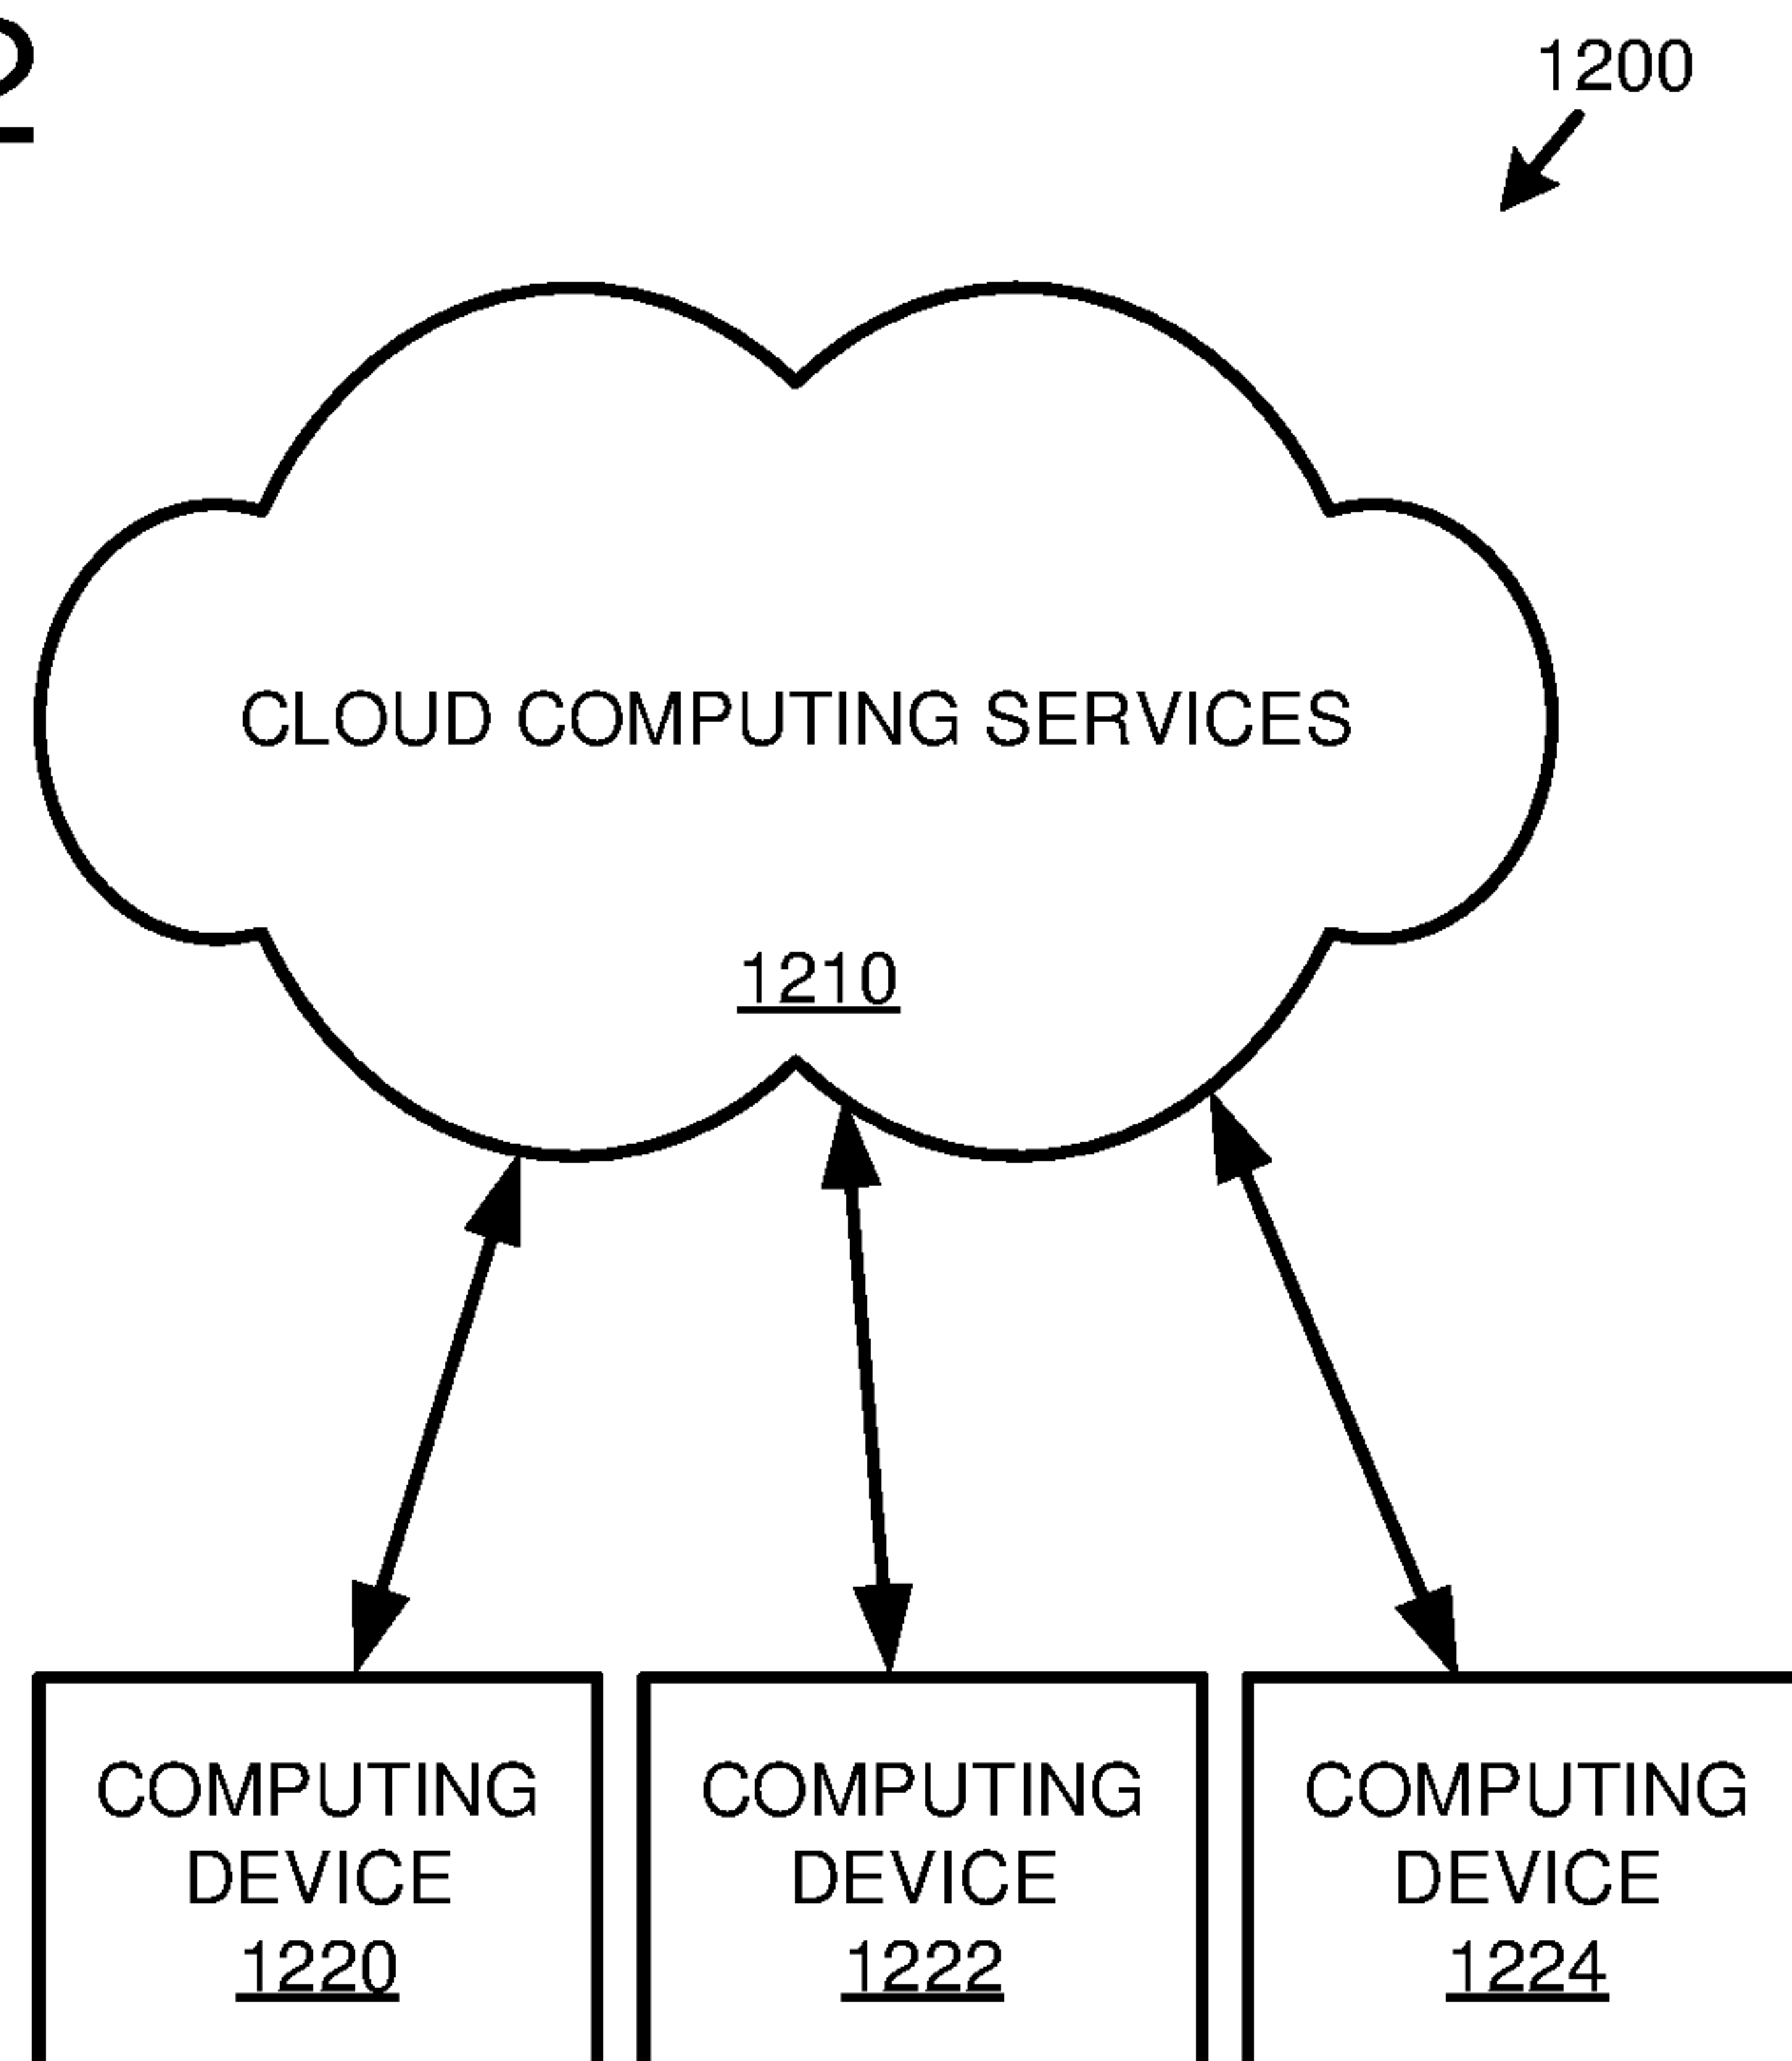 2
1200
CLOUD COMPUTING SERVICES
1210
COMPUTING
DEVICE
1220
COMPUTING
DEVICE
1222
COMPUTING
DEVICE
1224